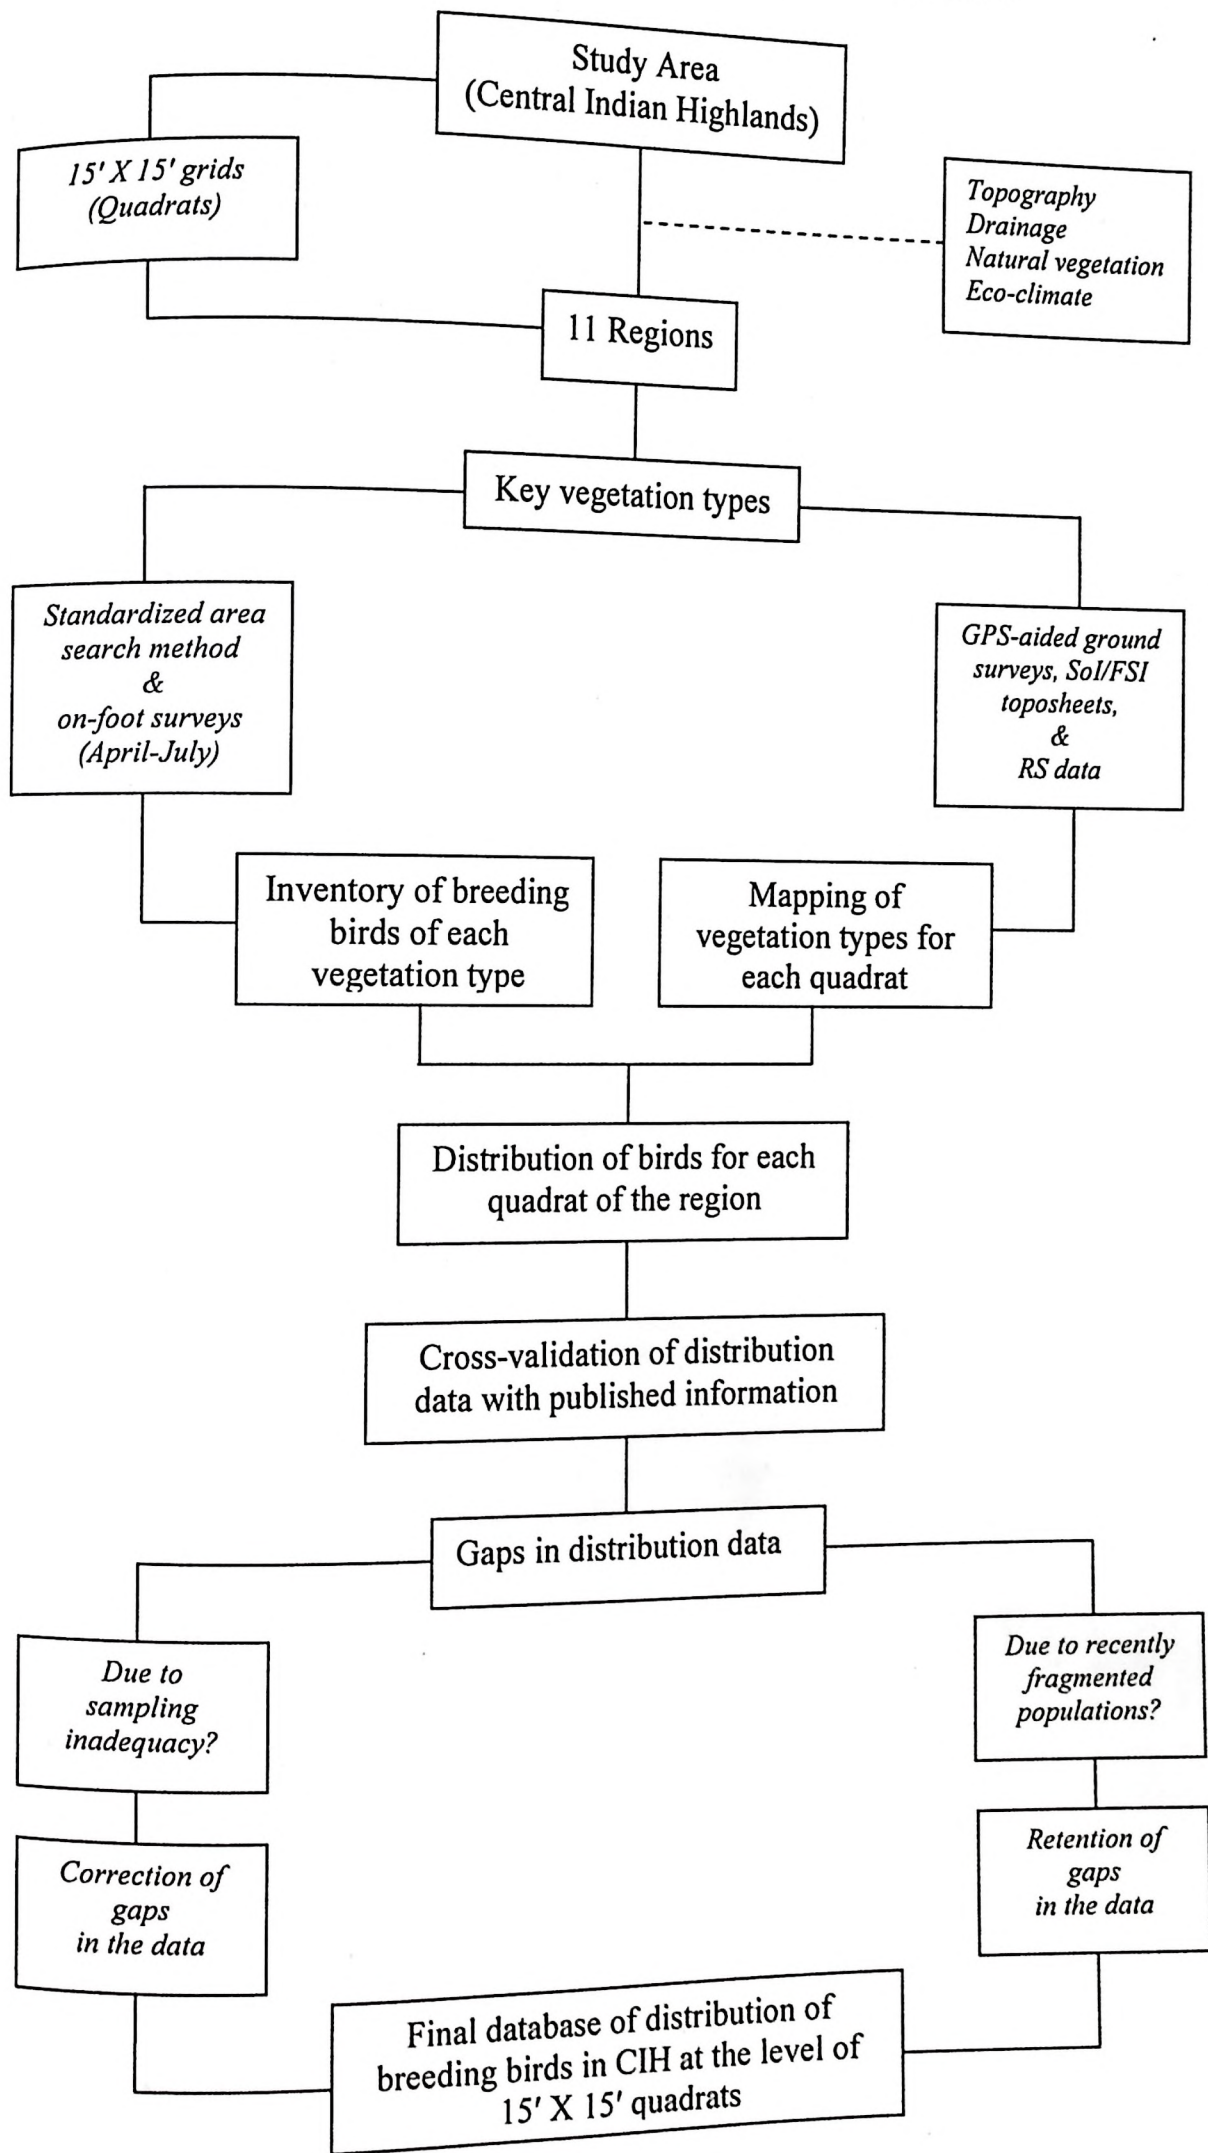 Study Area
(Central Indian Highlands)
15' X 15' grids
(Quadrats)
Topography
Drainage
Natural vegetation
Eco-climate
11 Regions
Key vegetation types
Standardized area
search method
&
on-foot surveys
(April-July)
GPS-aided ground
surveys, SoI/FSI
toposheets,
&
RS data
Inventory of breeding
birds of each
vegetation type
Mapping of
vegetation types for
each quadrat
Distribution of birds for each
quadrat of the region
Cross-validation of distribution
data with published information
Gaps in distribution data
Due to
sampling
inadequacy?
Due to recently
fragmented
populations?
Correction of
gaps
in the data
Retention of
gaps
in the data
Final database of distribution of
breeding birds in CIH at the level of
15' X 15' quadrats